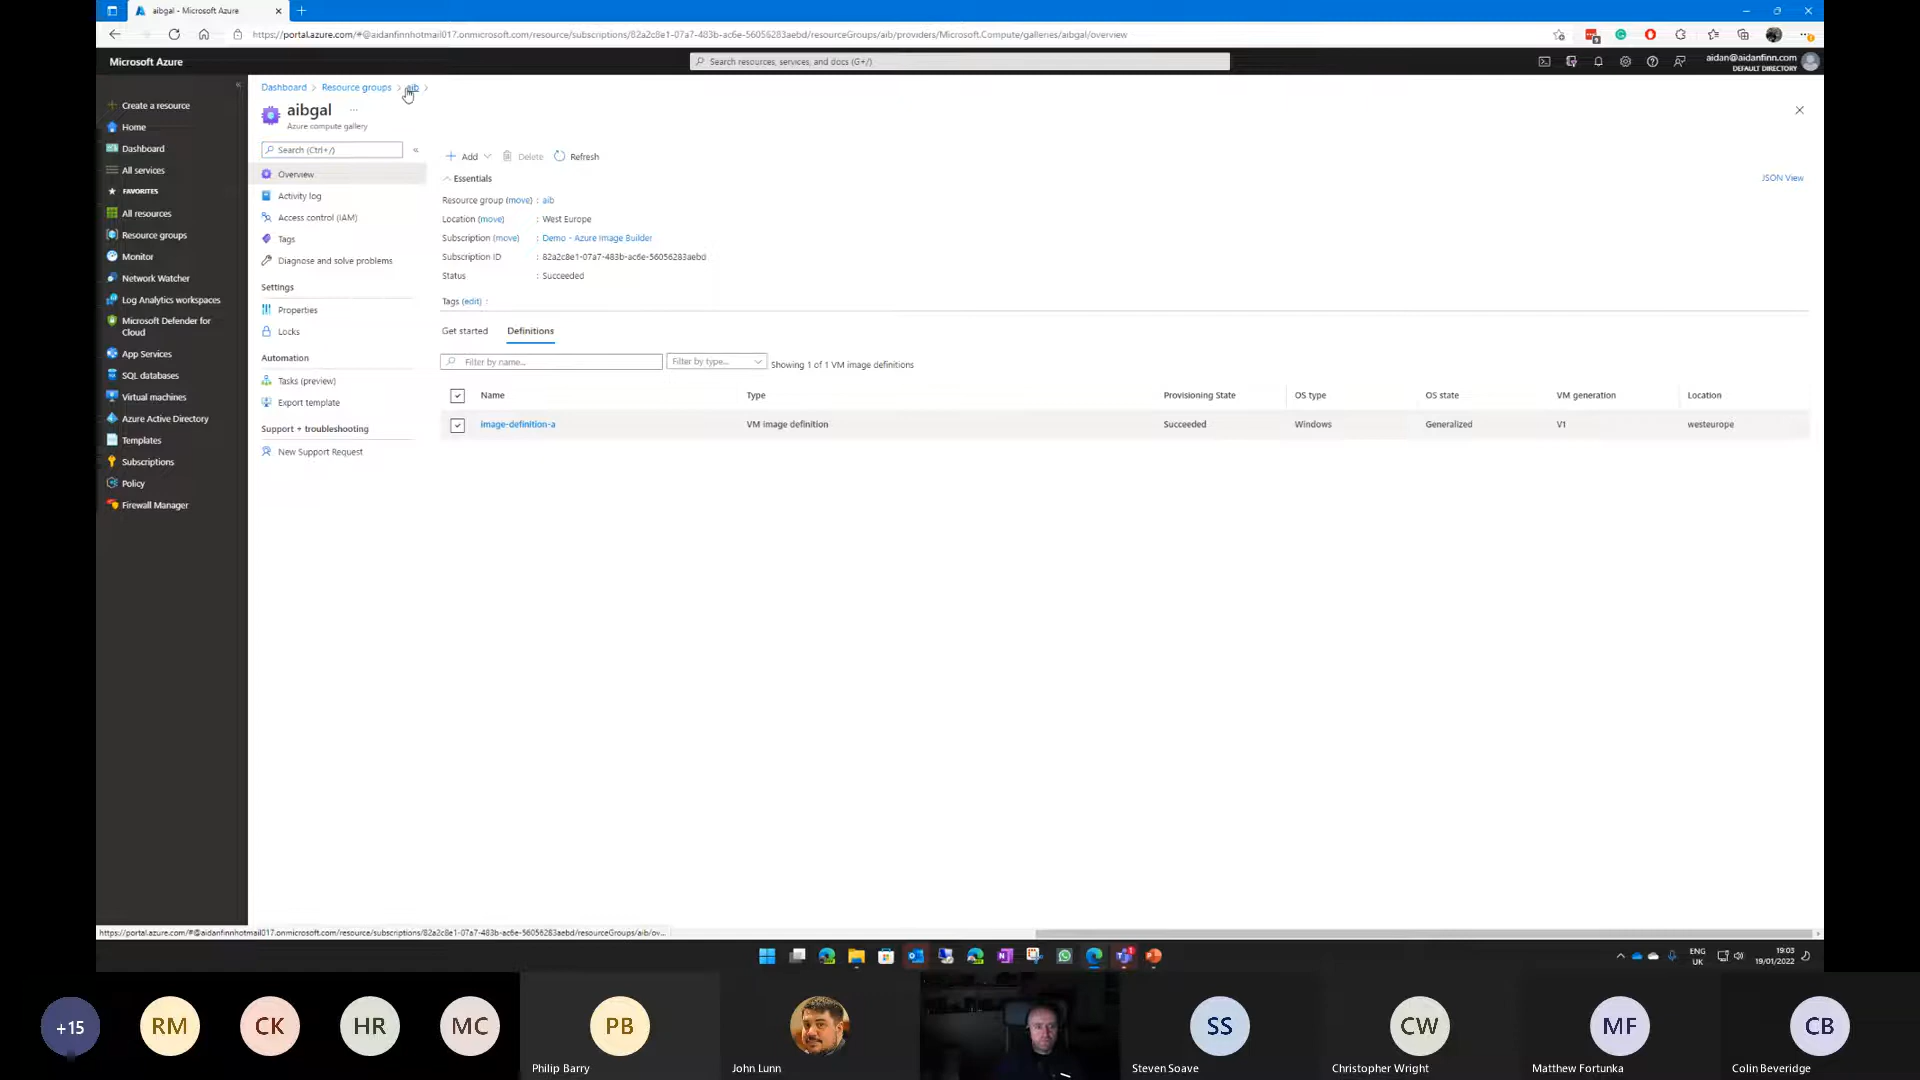 aibgal - Microsoft Azure
https://portal.azure.com/#@aidanfinnhotmail017.onmicrosoft.com/resource/subscriptions/82a2c8e1-07a7-483b-ac6e-56056283aebd/resourceGroups/aib/providers/Microsoft.Compute/galleries/aibgal/overview
Microsoft Azure
Search resources, services, and docs (G+/)
aidan@aidanfinn.com
DEFAULT DIRECTORY
Create a resource
Home
Dashboard
All services
FAVORITES
All resources
Resource groups
Monitor
Network Watcher
Log Analytics workspaces
Microsoft Defender for
Cloud
App Services
SQL databases
Virtual machines
Azure Active Directory
Templates
Subscriptions
Policy
Firewall Manager
Dashboard > Resource groups > aib >
aibgal ...
Azure compute gallery
Search (Ctrl+/)
Overview
Activity log
Access control (IAM)
Tags
Diagnose and solve problems
Settings
Properties
Locks
Automation
Tasks (preview)
Export template
Support + troubleshooting
New Support Request
Add Delete Refresh
Essentials
JSON View
Resource group (move) : aib
Location (move) : West Europe
Subscription (move) : Demo - Azure Image Builder
Subscription ID : 82a2c8e1-07a7-483b-ac6e-56056283aebd
Status : Succeeded
Tags (edit) :
Get started Definitions
Filter by name... Filter by type... Showing 1 of 1 VM image definitions
Name Type Provisioning State OS type OS state VM generation Location
image-definition-a VM image definition Succeeded Windows Generalized V1 westeurope
https://portal.azure.com/#@aidanfinnhotmail017.onmicrosoft.com/resource/subscriptions/82a2c8e1-07a7-483b-ac6e-56056283aebd/resourceGroups/aib/ov...
ENG
UK
19:03
19/01/2022
+15 RM CK HR MC PB SS CW MF CB
Philip Barry John Lunn Steven Soave Christopher Wright Matthew Fortunka Colin Beveridge